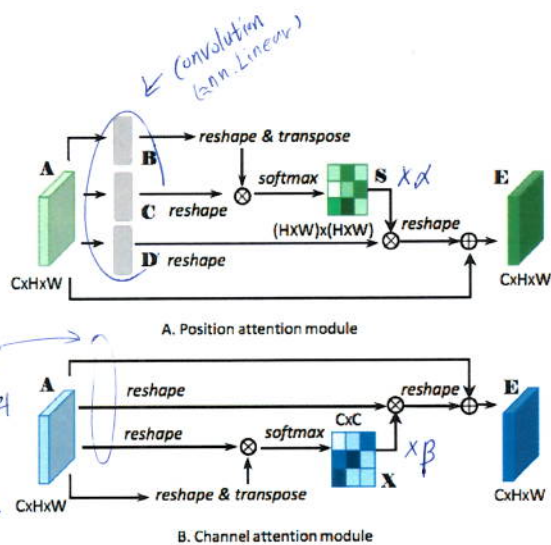 convolution
(nn.Linear)
reshape & transpose
A
B
softmax
S
×α
E
C
reshape
(HxW)x(HxW)
reshape
D
reshape
CxHxW
CxHxW
A. Position attention module
A
reshape
E
reshape
CxC
softmax
reshape
×β
X
CxHxW
reshape & transpose
CxHxW
B. Channel attention module